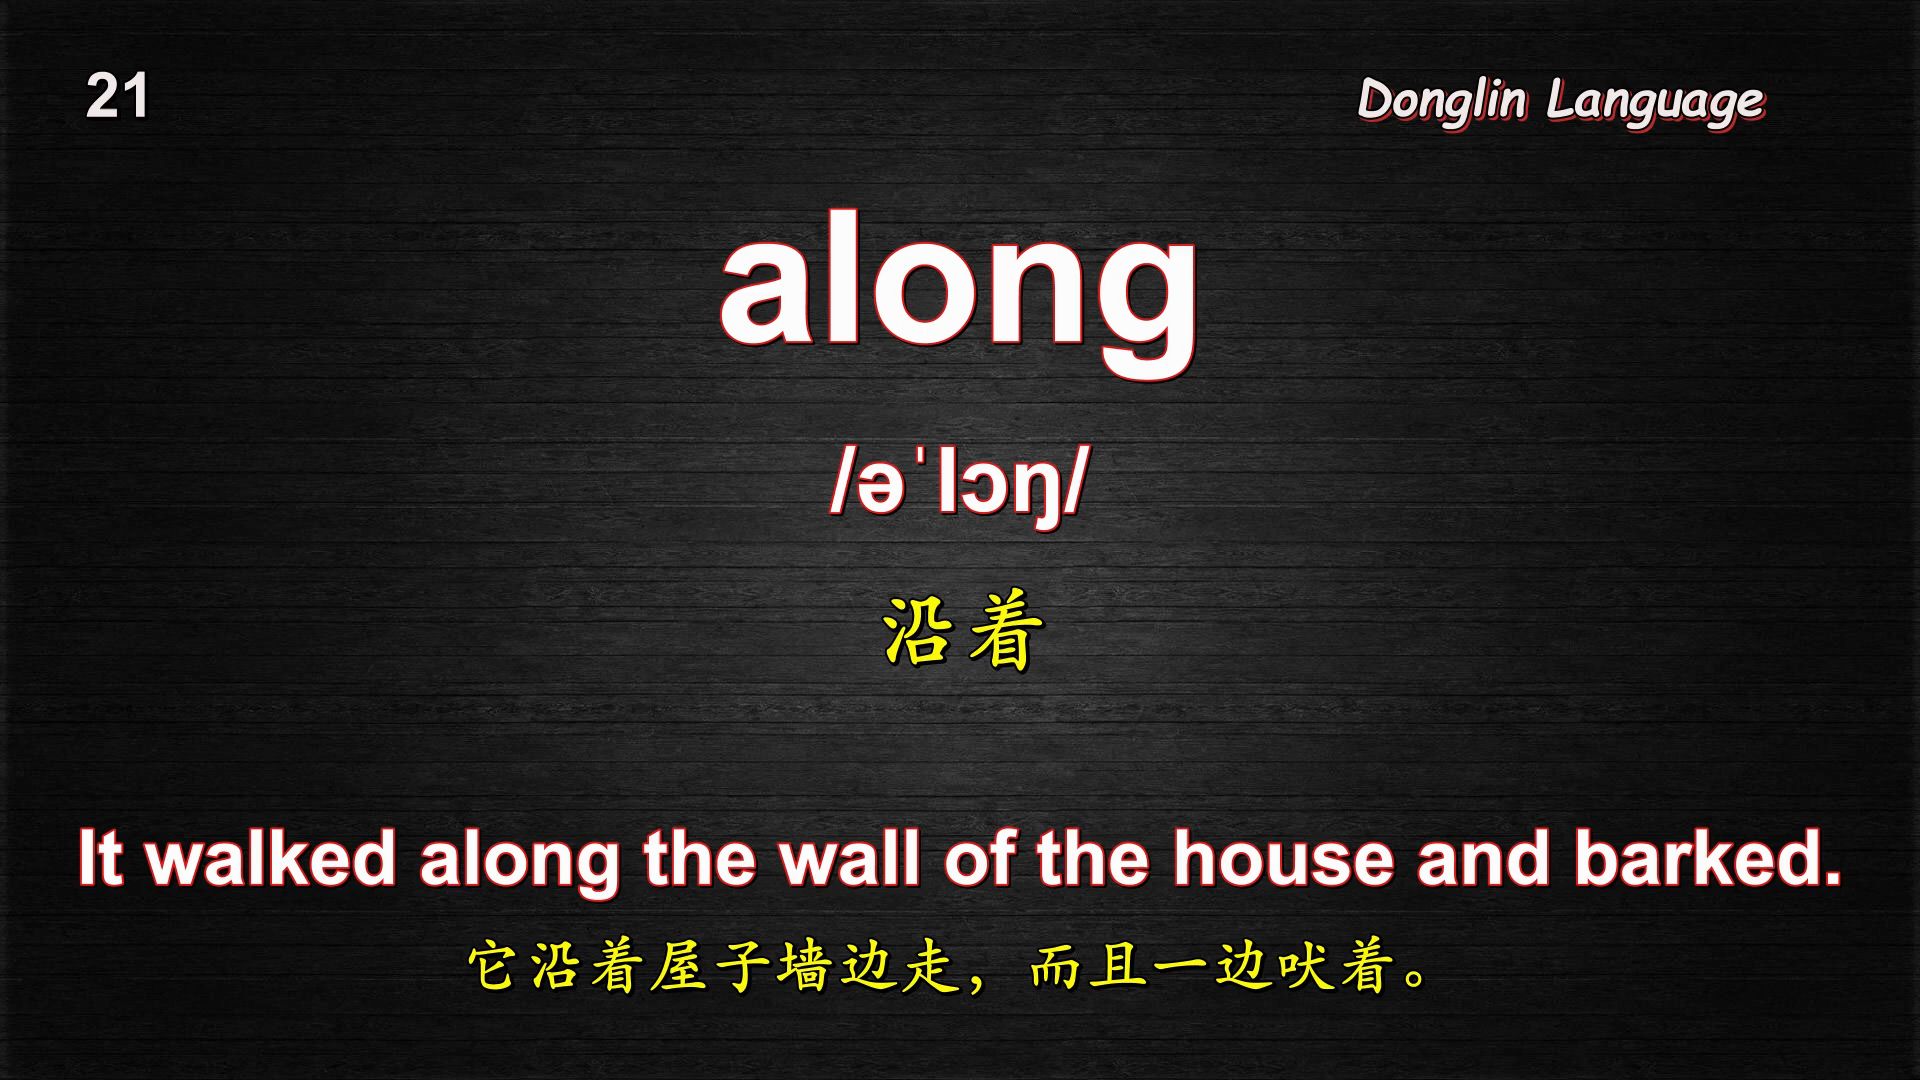 21
Donglin Language
along
/əˈlɔŋ/
沿着
It walked along the wall of the house and barked.
它沿着屋子墙边走，而且一边吠着。